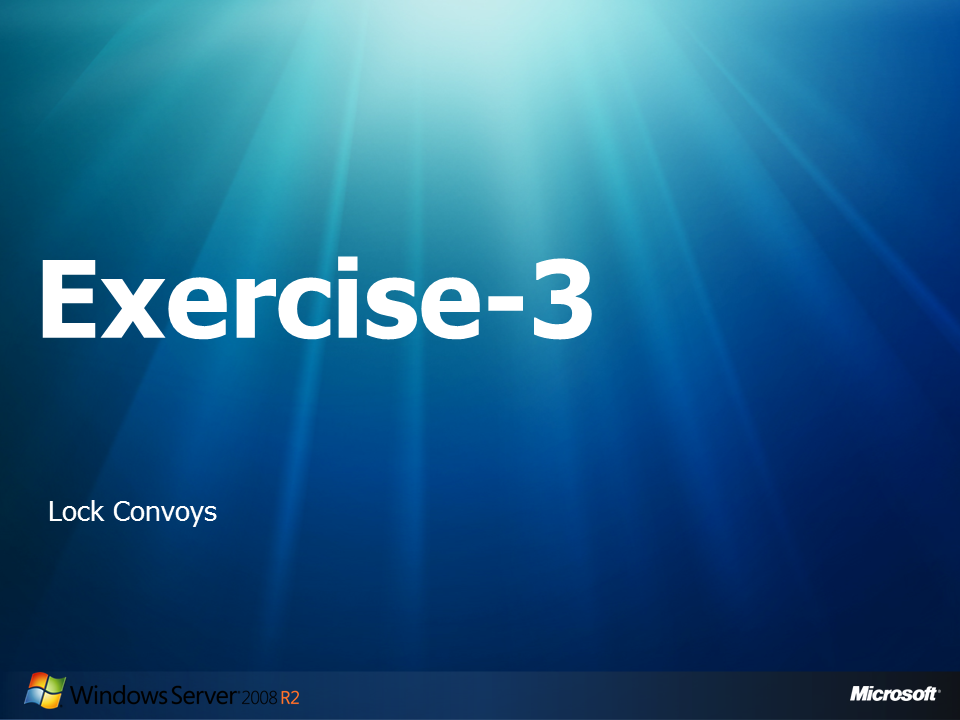 Exercise-3
Lock Convoys
Windows Server 2008 R2
Microsoft